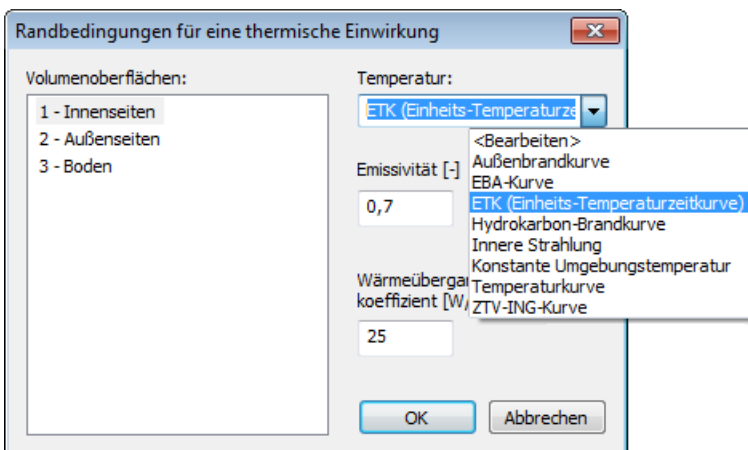 Randbedingungen für eine thermische Einwirkung
Volumenoberflächen:
1 - Innenseiten
2 - Außenseiten
3 - Boden
Temperatur:
ETK (Einheits-Temperaturze
<Bearbeiten>
Außenbrandkurve
EBA-Kurve
ETK (Einheits-Temperaturzeitkurve)
Hydrokarbon-Brandkurve
Innere Strahlung
Konstante Umgebungstemperatur
Temperaturkurve
ZTV-ING-Kurve
Emissivität [-]
0,7
Wärmeübergan
koeffizient [W/
25
OK
Abbrechen